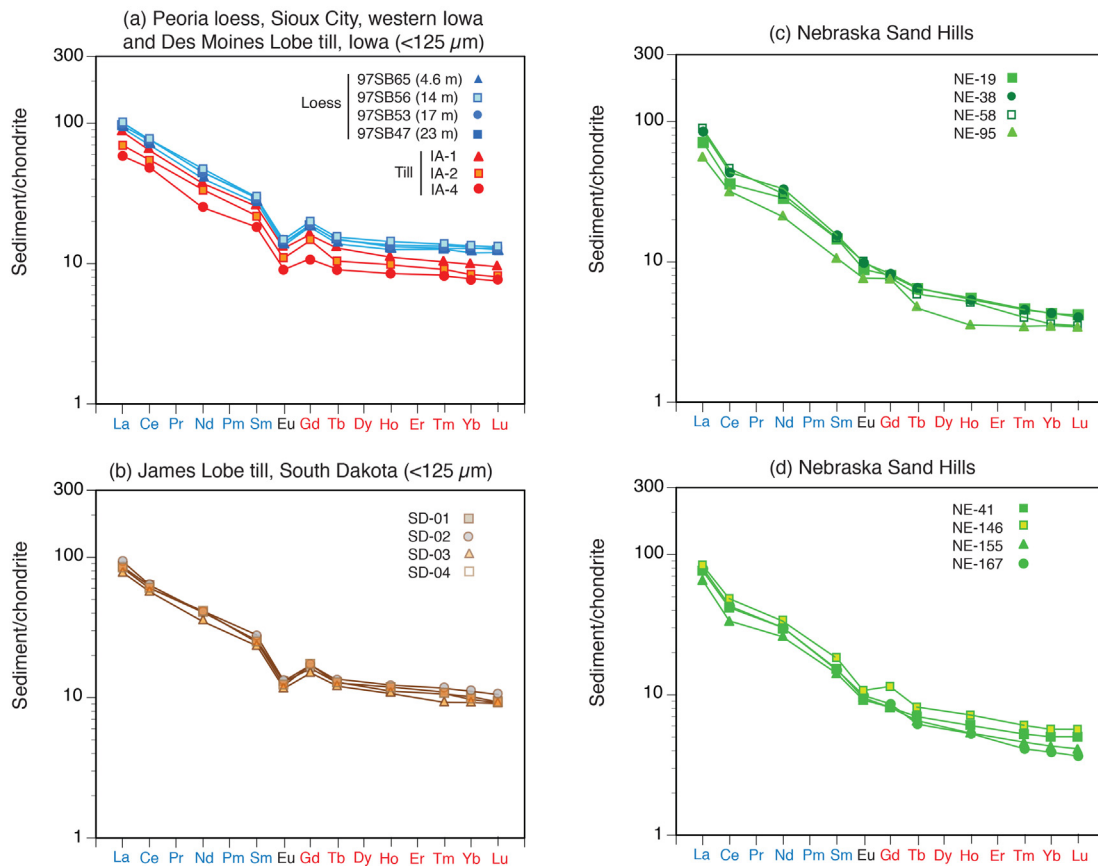 (a) Peoria loess, Sioux City, western Iowa
and Des Moines Lobe till, Iowa (<125 µm)
300
100
10
1
Sediment/chondrite
Loess
97SB65 (4.6 m)
97SB56 (14 m)
97SB53 (17 m)
97SB47 (23 m)
Till
IA-1
IA-2
IA-4
La Ce Pr Nd Pm Sm Eu Gd Tb Dy Ho Er Tm Yb Lu
(c) Nebraska Sand Hills
300
100
10
1
Sediment/chondrite
NE-19
NE-38
NE-58
NE-95
La Ce Pr Nd Pm Sm Eu Gd Tb Dy Ho Er Tm Yb Lu
(b) James Lobe till, South Dakota (<125 µm)
300
100
10
1
Sediment/chondrite
SD-01
SD-02
SD-03
SD-04
La Ce Pr Nd Pm Sm Eu Gd Tb Dy Ho Er Tm Yb Lu
(d) Nebraska Sand Hills
300
100
10
1
Sediment/chondrite
NE-41
NE-146
NE-155
NE-167
La Ce Pr Nd Pm Sm Eu Gd Tb Dy Ho Er Tm Yb Lu